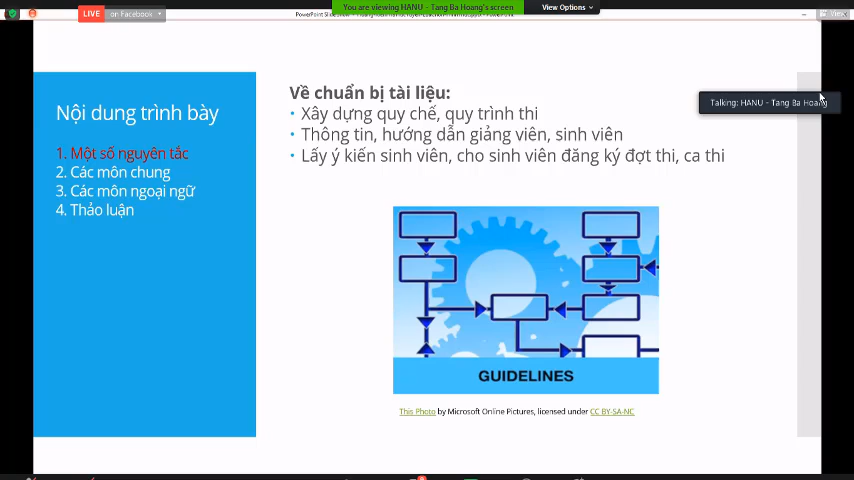 You are viewing HANU - Tang Ba Hoang's screen
View Options
LIVE on Facebook
View
Talking: HANU - Tang Ba Hoang
Nội dung trình bày
1. Một số nguyên tắc
2. Các môn chung
3. Các môn ngoại ngữ
4. Thảo luận
Về chuẩn bị tài liệu:
• Xây dựng quy chế, quy trình thi
• Thông tin, hướng dẫn giảng viên, sinh viên
• Lấy ý kiến sinh viên, cho sinh viên đăng ký đợt thi, ca thi
GUIDELINES
This Photo by Microsoft Online Pictures, licensed under CC BY-SA-NC